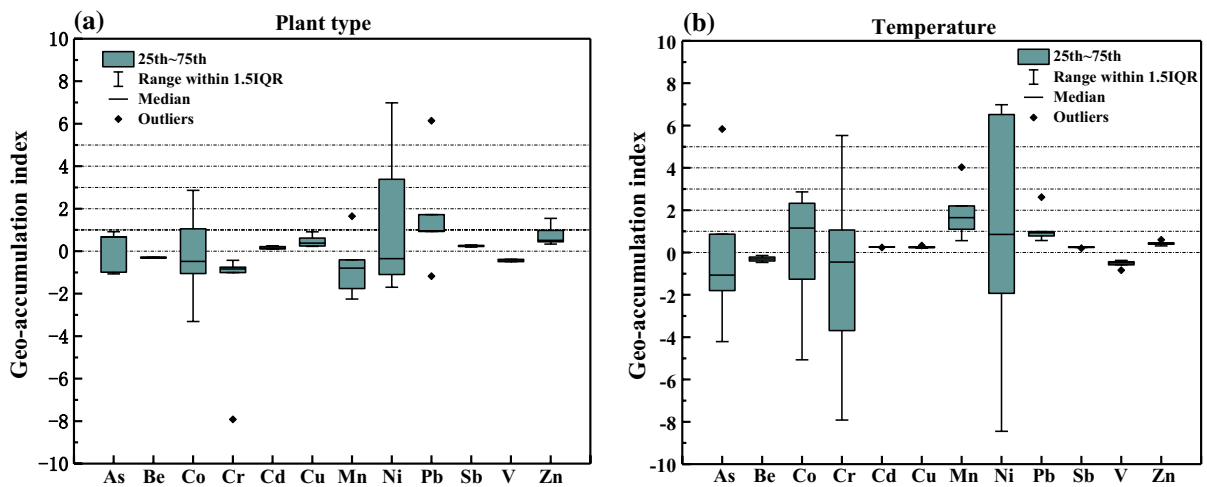 (a)
Plant type
Geo-accumulation index
10
8
6
4
2
0
-2
-4
-6
-8
-10
25th~75th
Range within 1.5IQR
Median
Outliers
As Be Co Cr Cd Cu Mn Ni Pb Sb V Zn
(b)
Temperature
Geo-accumulation index
10
8
6
4
2
0
-2
-4
-6
-8
-10
25th~75th
Range within 1.5IQR
Median
Outliers
As Be Co Cr Cd Cu Mn Ni Pb Sb V Zn